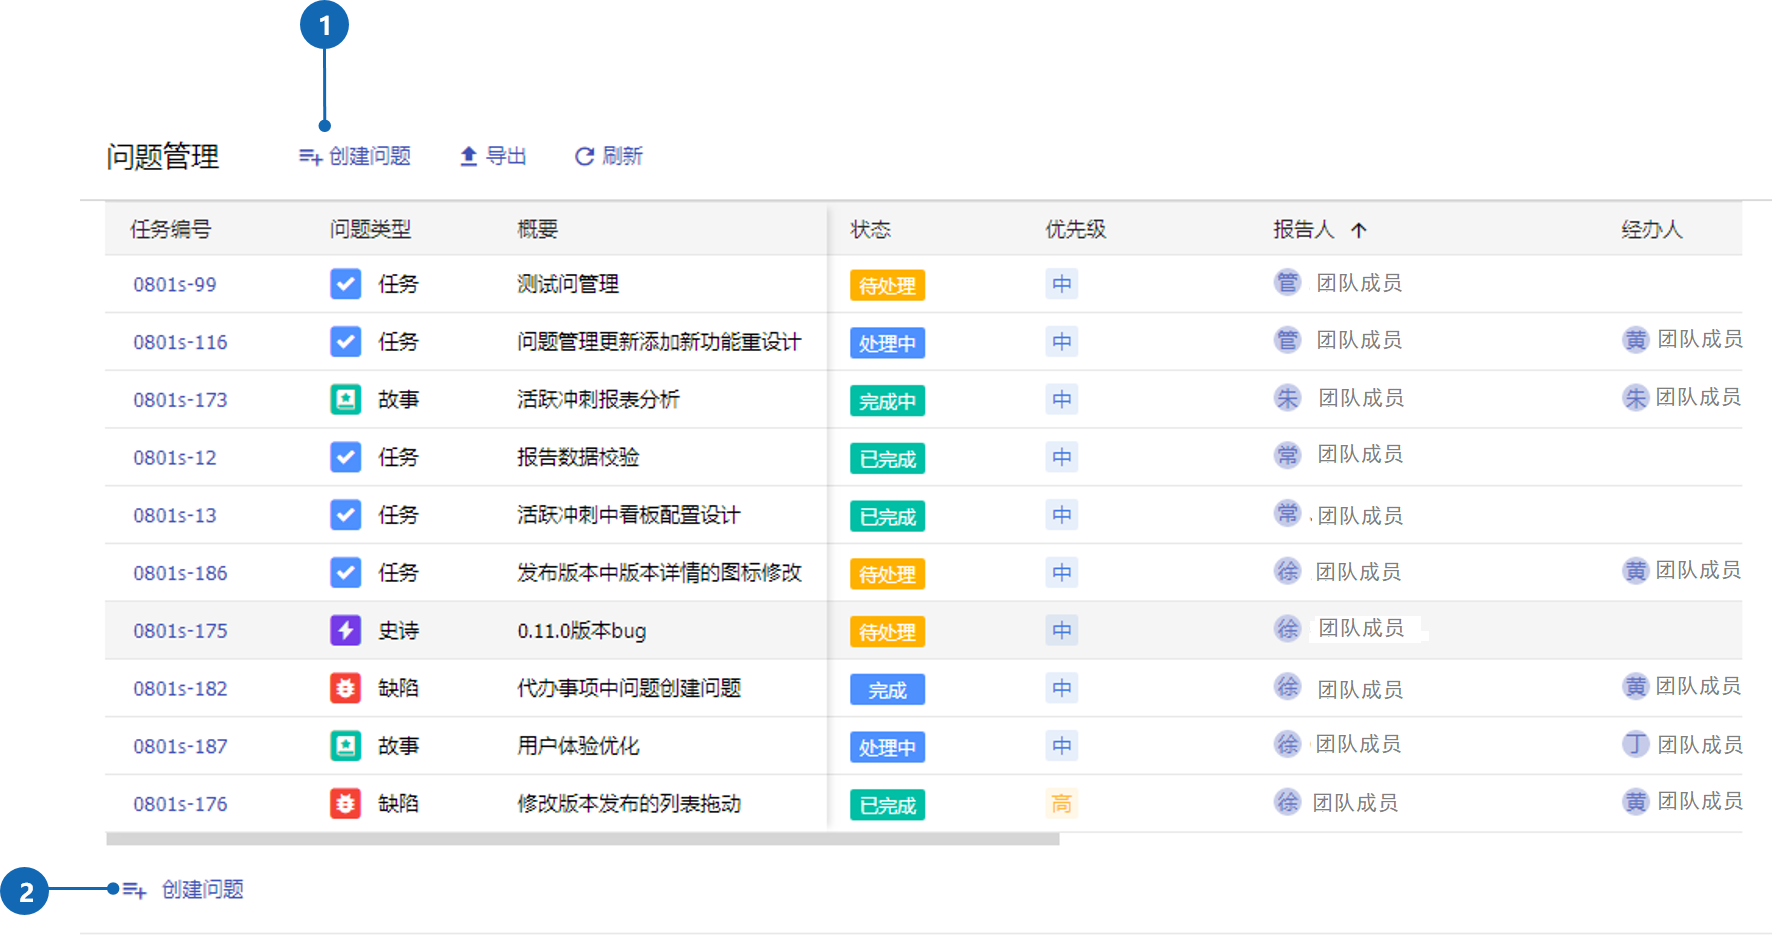 1
问题管理 创建问题 导出 刷新
任务编号 问题类型 概要 状态 优先级 报告人 经办人
0801s-99 任务 测试问管理 待处理 中 管 团队成员
0801s-116 任务 问题管理更新添加新功能重设计 处理中 中 管 团队成员 黄 团队成员
0801s-173 故事 活跃冲刺报表分析 完成中 中 朱 团队成员 朱 团队成员
0801s-12 任务 报告数据校验 已完成 中 常 团队成员
0801s-13 任务 活跃冲刺中看板配置设计 已完成 中 常 团队成员
0801s-186 任务 发布版本中版本详情的图标修改 待处理 中 徐 团队成员 黄 团队成员
0801s-175 史诗 0.11.0版本bug 待处理 中 徐 团队成员
0801s-182 缺陷 代办事项中问题创建问题 完成 中 徐 团队成员 黄 团队成员
0801s-187 故事 用户体验优化 处理中 中 徐 团队成员 丁 团队成员
0801s-176 缺陷 修改版本发布的列表拖动 已完成 高 徐 团队成员 黄 团队成员
2 创建问题